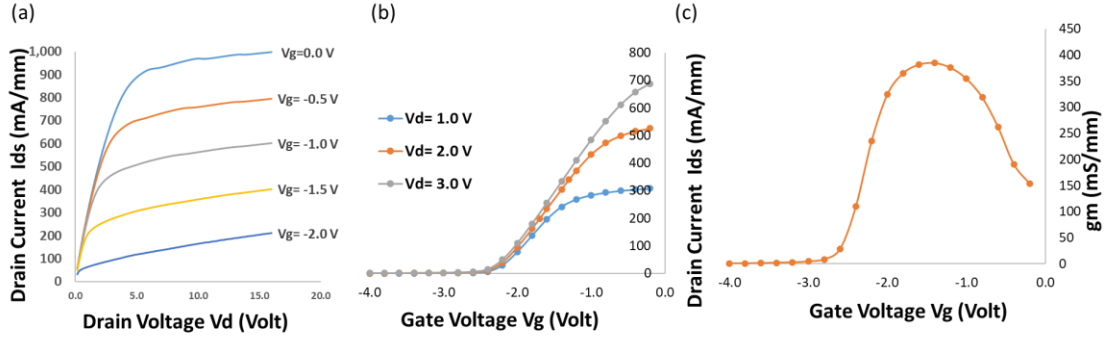 (a)
Drain Current Ids (mA/mm)
1,000
900
800
700
600
500
400
300
200
100
0
0.0 5.0 10.0 15.0 20.0
Vg=0.0 V
Vg= -0.5 V
Vg= -1.0 V
Vg= -1.5 V
Vg= -2.0 V
Drain Voltage Vd (Volt)
(b)
Vd= 1.0 V
Vd= 2.0 V
Vd= 3.0 V
800
700
600
500
400
300
200
100
0
-4.0 -3.0 -2.0 -1.0 0.0
Gate Voltage Vg (Volt)
(c)
Drain Current Ids (mA/mm)
450
400
350
300
250
200
150
100
50
0
gm (mS/mm)
-4.0 -3.0 -2.0 -1.0 0.0
Gate Voltage Vg (Volt)